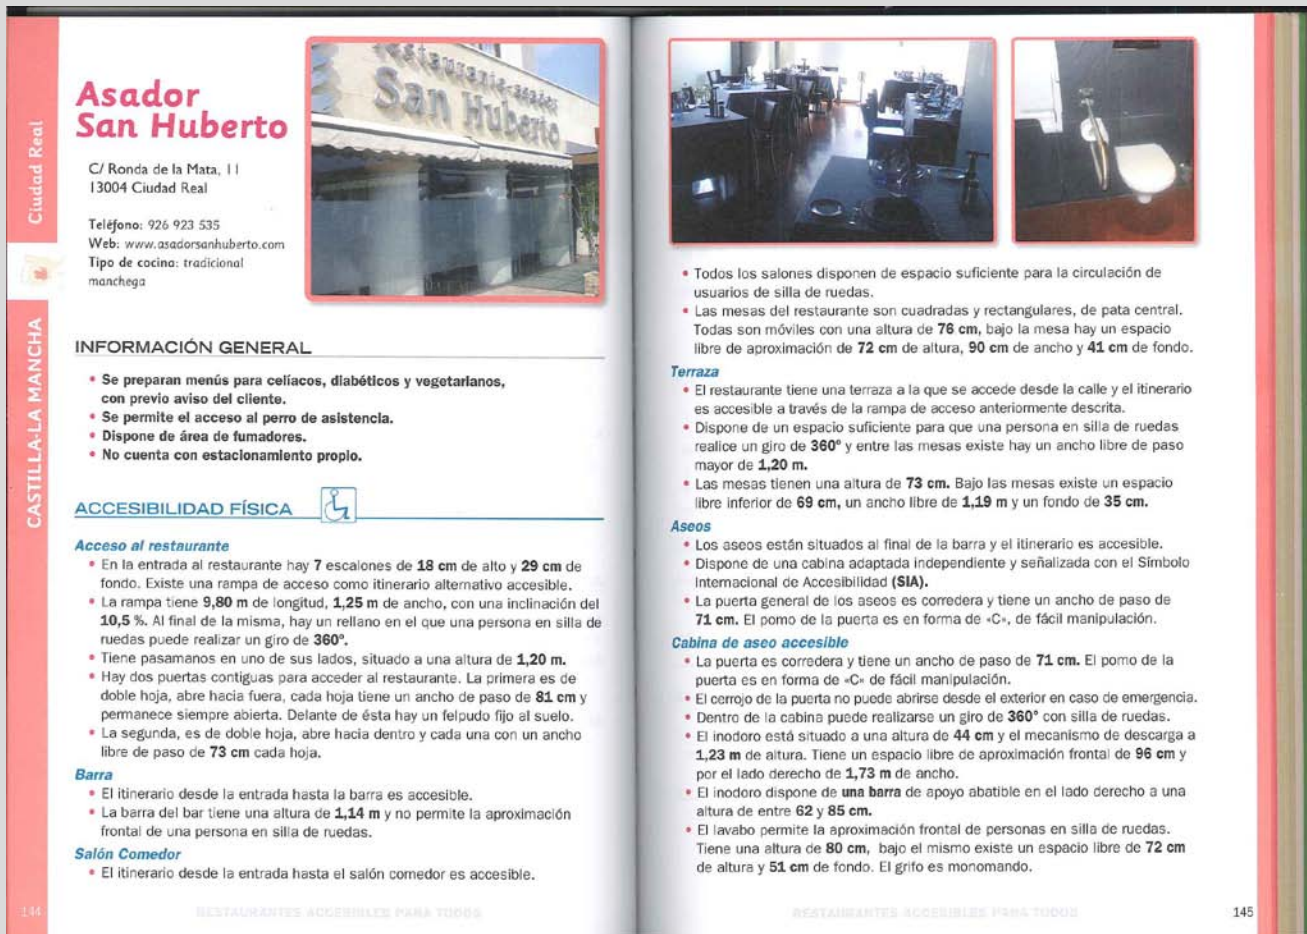 Ciudad Real
CASTILLA-LA MANCHA
Asador
San Huberto
C/ Ronda de la Mata, 11
13004 Ciudad Real
Teléfono: 926 923 535
Web: www.asadorsanhuberto.com
Tipo de cocina: tradicional
manchega
restaurante-asador
San Huberto
INFORMACIÓN GENERAL
• Se preparan menús para celíacos, diabéticos y vegetarianos,
con previo aviso del cliente.
• Se permite el acceso al perro de asistencia.
• Dispone de área de fumadores.
• No cuenta con estacionamiento propio.
ACCESIBILIDAD FÍSICA
Acceso al restaurante
• En la entrada al restaurante hay 7 escalones de 18 cm de alto y 29 cm de
fondo. Existe una rampa de acceso como itinerario alternativo accesible.
• La rampa tiene 9,80 m de longitud, 1,25 m de ancho, con una inclinación del
10,5 %. Al final de la misma, hay un rellano en el que una persona en silla de
ruedas puede realizar un giro de 360º.
• Tiene pasamanos en uno de sus lados, situado a una altura de 1,20 m.
• Hay dos puertas contiguas para acceder al restaurante. La primera es de
doble hoja, abre hacia fuera, cada hoja tiene un ancho de paso de 81 cm y
permanece siempre abierta. Delante de ésta hay un felpudo fijo al suelo.
• La segunda, es de doble hoja, abre hacia dentro y cada una con un ancho
libre de paso de 73 cm cada hoja.
Barra
• El itinerario desde la entrada hasta la barra es accesible.
• La barra del bar tiene una altura de 1,14 m y no permite la aproximación
frontal de una persona en silla de ruedas.
Salón Comedor
• El itinerario desde la entrada hasta el salón comedor es accesible.
144
RESTAURANTES ACCESIBLES PARA TODOS
• Todos los salones disponen de espacio suficiente para la circulación de
usuarios de silla de ruedas.
• Las mesas del restaurante son cuadradas y rectangulares, de pata central.
Todas son móviles con una altura de 76 cm, bajo la mesa hay un espacio
libre de aproximación de 72 cm de altura, 90 cm de ancho y 41 cm de fondo.
Terraza
• El restaurante tiene una terraza a la que se accede desde la calle y el itinerario
es accesible a través de la rampa de acceso anteriormente descrita.
• Dispone de un espacio suficiente para que una persona en silla de ruedas
realice un giro de 360º y entre las mesas existe hay un ancho libre de paso
mayor de 1,20 m.
• Las mesas tienen una altura de 73 cm. Bajo las mesas existe un espacio
libre inferior de 69 cm, un ancho libre de 1,19 m y un fondo de 35 cm.
Aseos
• Los aseos están situados al final de la barra y el itinerario es accesible.
• Dispone de una cabina adaptada independiente y señalizada con el Símbolo
Internacional de Accesibilidad (SIA).
• La puerta general de los aseos es corredera y tiene un ancho de paso de
71 cm. El pomo de la puerta es en forma de «C», de fácil manipulación.
Cabina de aseo accesible
• La puerta es corredera y tiene un ancho de paso de 71 cm. El pomo de la
puerta es en forma de «C» de fácil manipulación.
• El cerrojo de la puerta no puede abrirse desde el exterior en caso de emergencia.
• Dentro de la cabina puede realizarse un giro de 360º con silla de ruedas.
• El inodoro está situado a una altura de 44 cm y el mecanismo de descarga a
1,23 m de altura. Tiene un espacio libre de aproximación frontal de 96 cm y
por el lado derecho de 1,73 m de ancho.
• El inodoro dispone de una barra de apoyo abatible en el lado derecho a una
altura de entre 62 y 85 cm.
• El lavabo permite la aproximación frontal de personas en silla de ruedas.
Tiene una altura de 80 cm, bajo el mismo existe un espacio libre de 72 cm
de altura y 51 cm de fondo. El grifo es monomando.
RESTAURANTES ACCESIBLES PARA TODOS
145